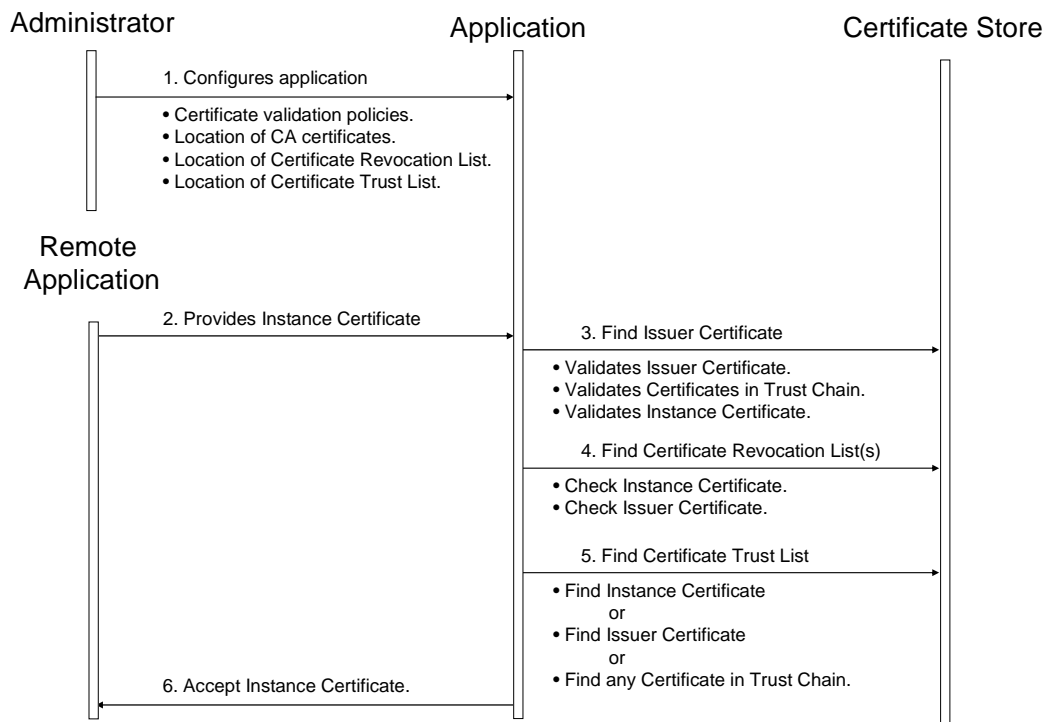 Administrator
Application
Certificate Store
1. Configures application
• Certificate validation policies.
• Location of CA certificates.
• Location of Certificate Revocation List.
• Location of Certificate Trust List.
Remote
Application
2. Provides Instance Certificate
3. Find Issuer Certificate
• Validates Issuer Certificate.
• Validates Certificates in Trust Chain.
• Validates Instance Certificate.
4. Find Certificate Revocation List(s)
• Check Instance Certificate.
• Check Issuer Certificate.
5. Find Certificate Trust List
• Find Instance Certificate
or
• Find Issuer Certificate
or
• Find any Certificate in Trust Chain.
6. Accept Instance Certificate.